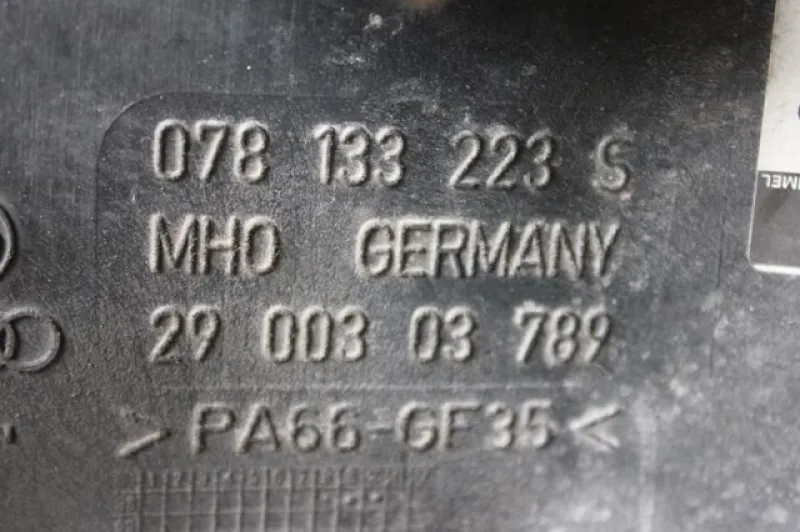 078 133 223 S
MHO GERMANY
29 003 03 789
>PA66-GF35<